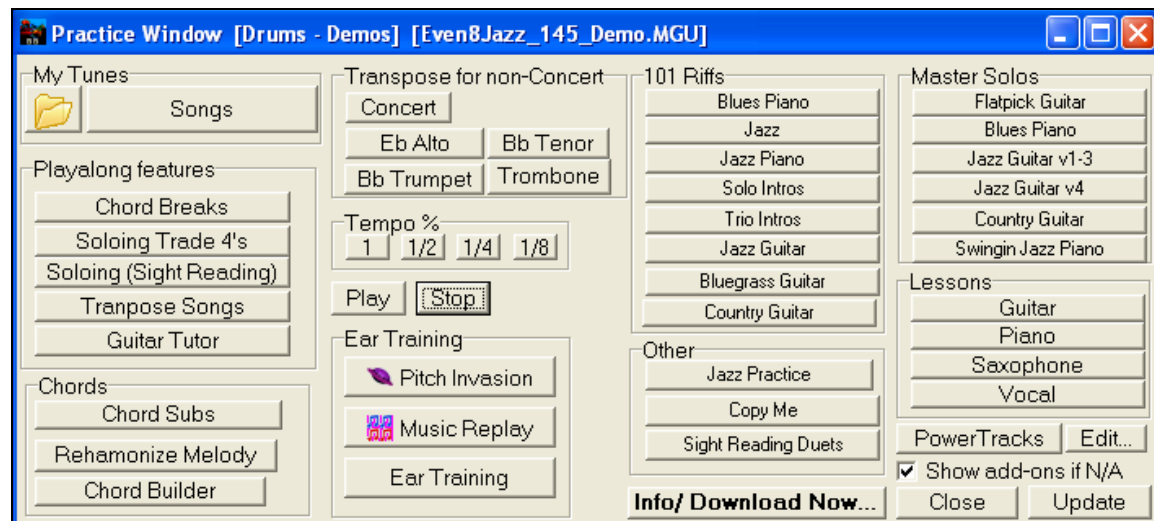 Practice Window [Drums - Demos] [Even8Jazz_145_Demo.MGU]
My Tunes
Songs
Playalong features
Chord Breaks
Soloing Trade 4's
Soloing (Sight Reading)
Tranpose Songs
Guitar Tutor
Chords
Chord Subs
Rehamonize Melody
Chord Builder
Transpose for non-Concert
Concert
Eb Alto Bb Tenor
Bb Trumpet Trombone
Tempo %
1 1/2 1/4 1/8
Play Stop
Ear Training
Pitch Invasion
Music Replay
Ear Training
101 Riffs
Blues Piano
Jazz
Jazz Piano
Solo Intros
Trio Intros
Jazz Guitar
Bluegrass Guitar
Country Guitar
Other
Jazz Practice
Copy Me
Sight Reading Duets
Info/ Download Now...
Master Solos
Flatpick Guitar
Blues Piano
Jazz Guitar v1-3
Jazz Guitar v4
Country Guitar
Swingin Jazz Piano
Lessons
Guitar
Piano
Saxophone
Vocal
PowerTracks Edit...
Show add-ons if N/A
Close Update